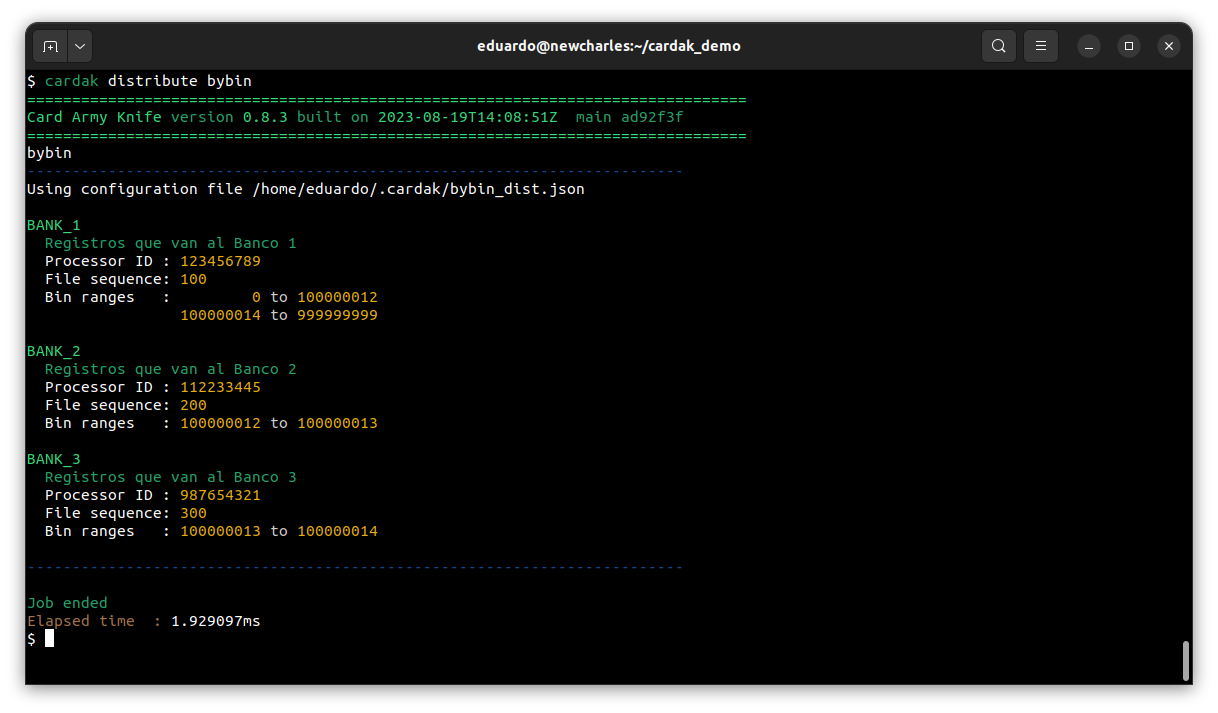 eduardo@newcharles:~/cardak_demo
$ cardak distribute bybin
================================================================================
Card Army Knife version 0.8.3 built on 2023-08-19T14:08:51Z  main ad92f3f
================================================================================
bybin
-------------------------------------------------------------------------
Using configuration file /home/eduardo/.cardak/bybin_dist.json

BANK_1
  Registros que van al Banco 1
  Processor ID : 123456789
  File sequence: 100
  Bin ranges   :         0 to 100000012
                 100000014 to 999999999

BANK_2
  Registros que van al Banco 2
  Processor ID : 112233445
  File sequence: 200
  Bin ranges   : 100000012 to 100000013

BANK_3
  Registros que van al Banco 3
  Processor ID : 987654321
  File sequence: 300
  Bin ranges   : 100000013 to 100000014

-------------------------------------------------------------------------

Job ended
Elapsed time  : 1.929097ms
$